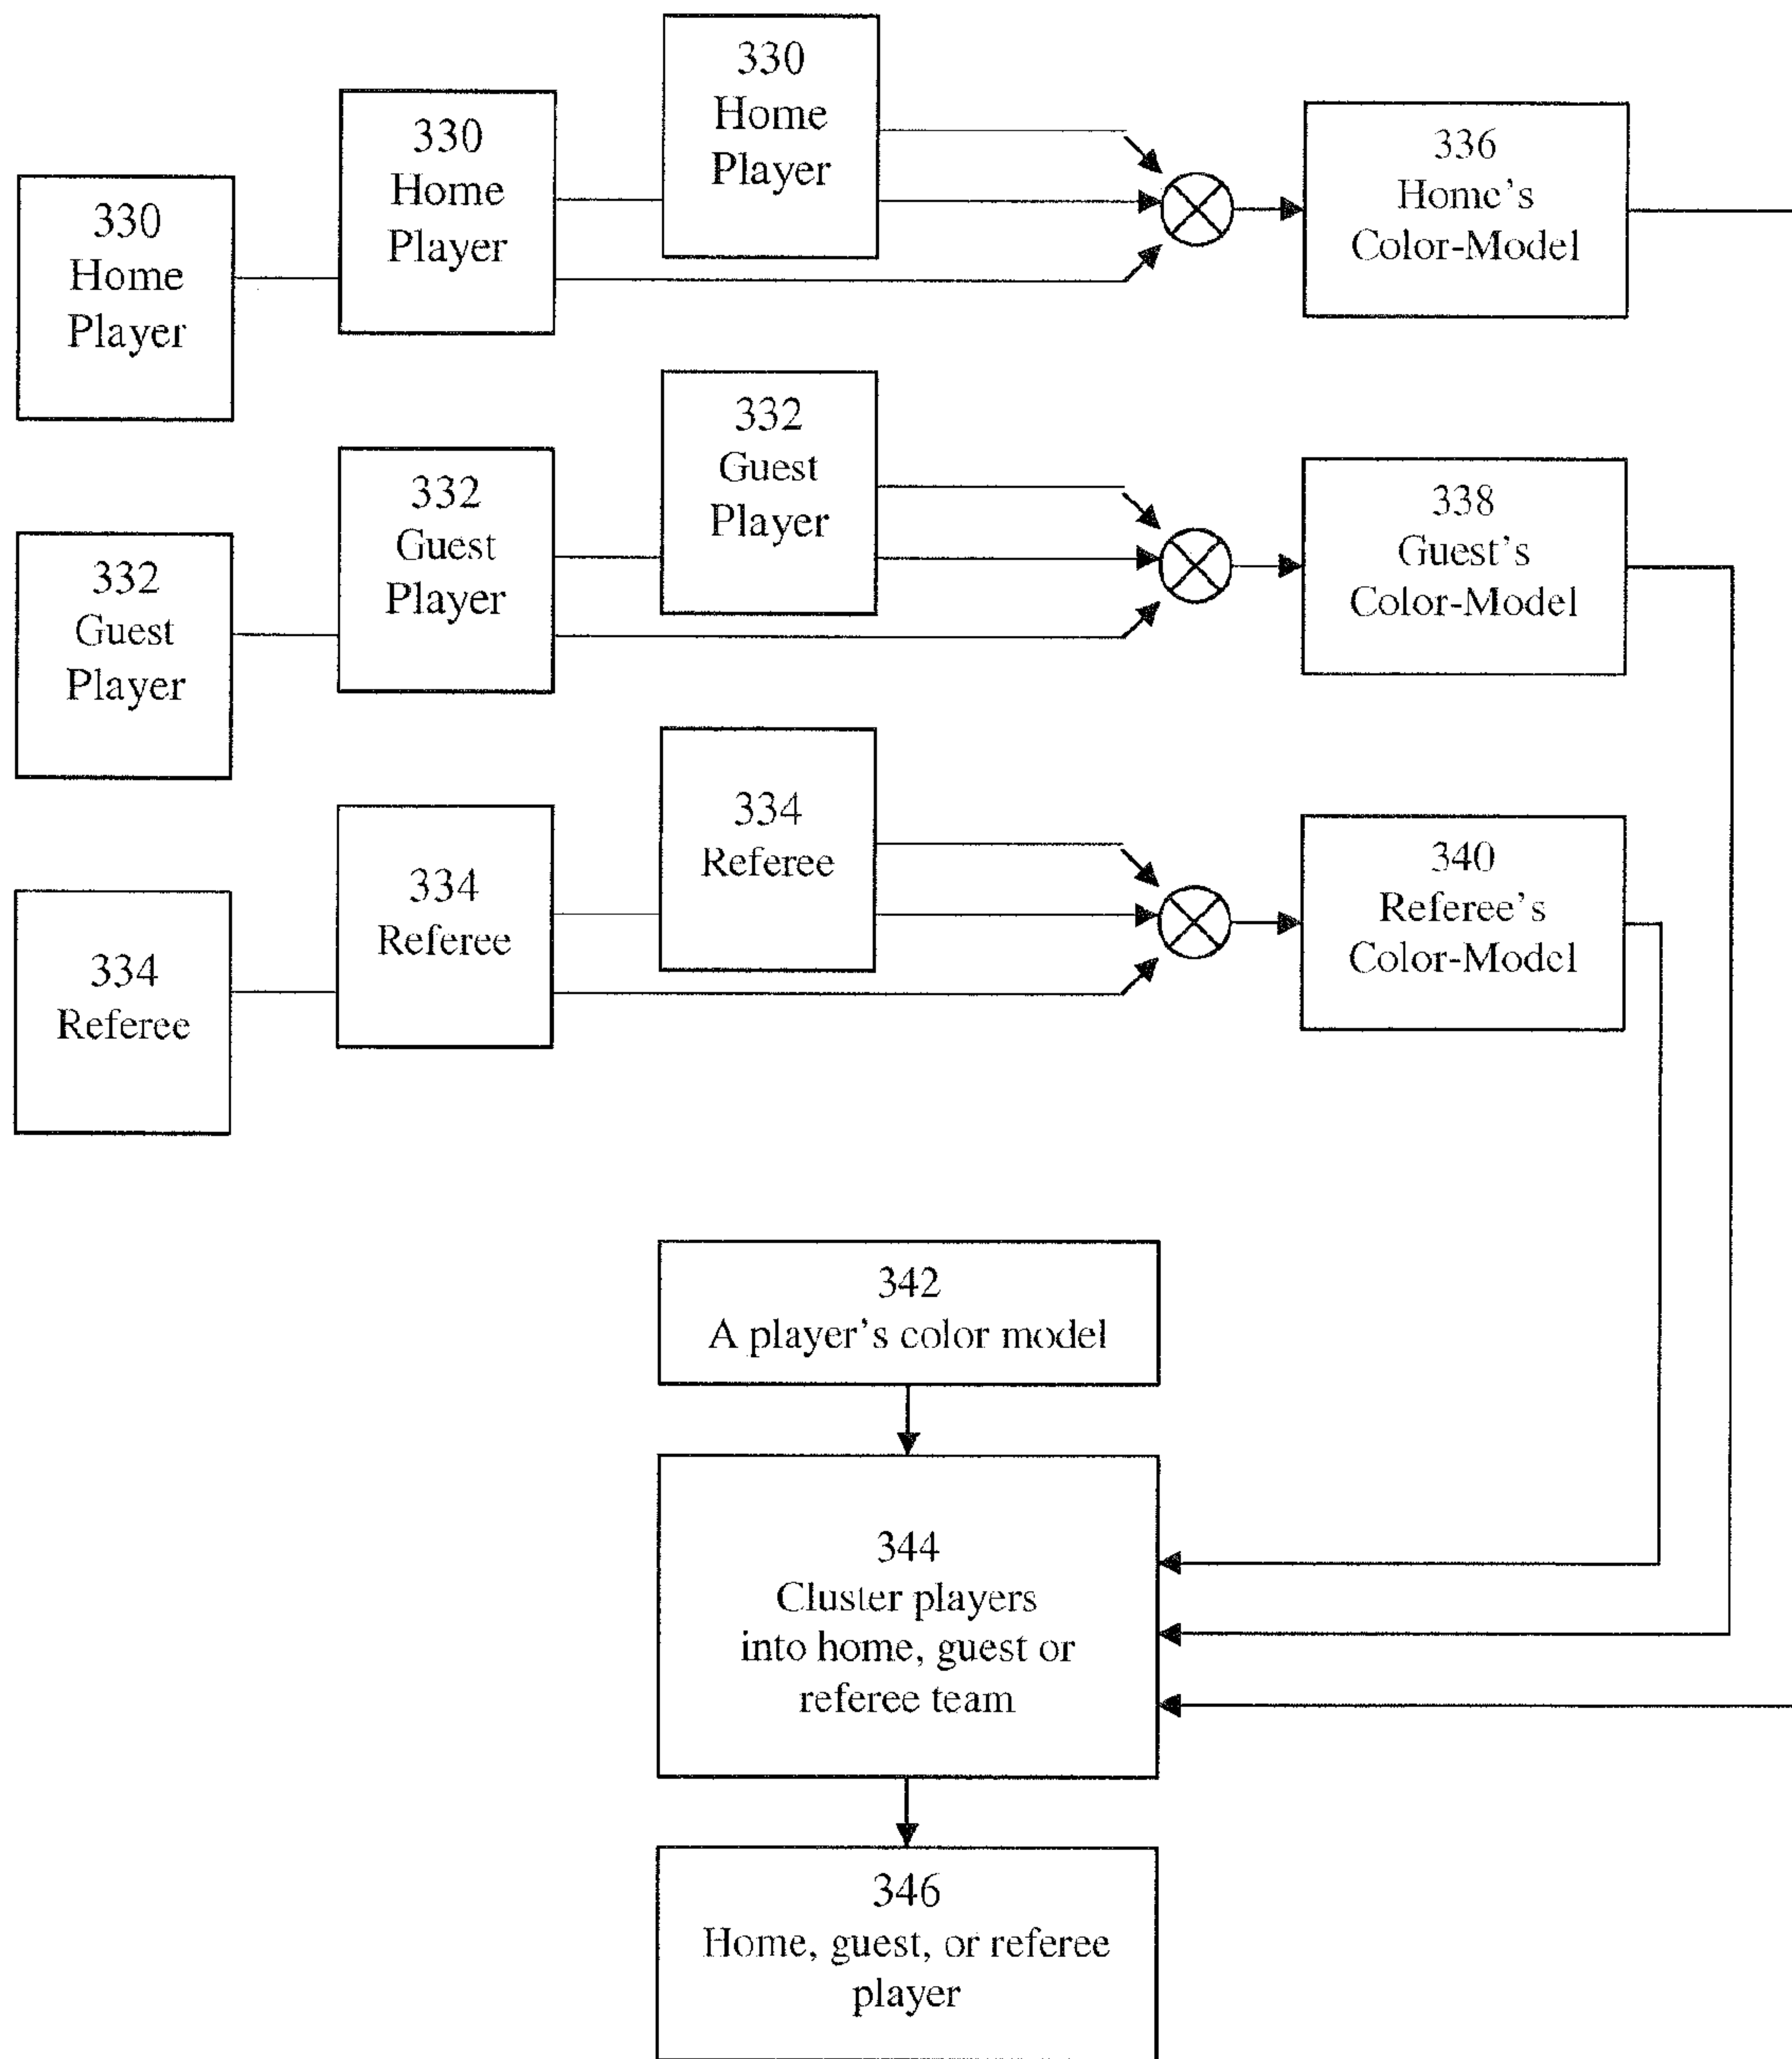 330
Home
Player
330
Home
Player
330
Home
Player
336
Home's
Color-Model
332
Guest
Player
332
Guest
Player
332
Guest
Player
338
Guest's
Color-Model
334
Referee
334
Referee
334
Referee
340
Referee's
Color-Model
342
A player's color model
344
Cluster players
into home, guest or
referee team
346
Home, guest, or referee
player